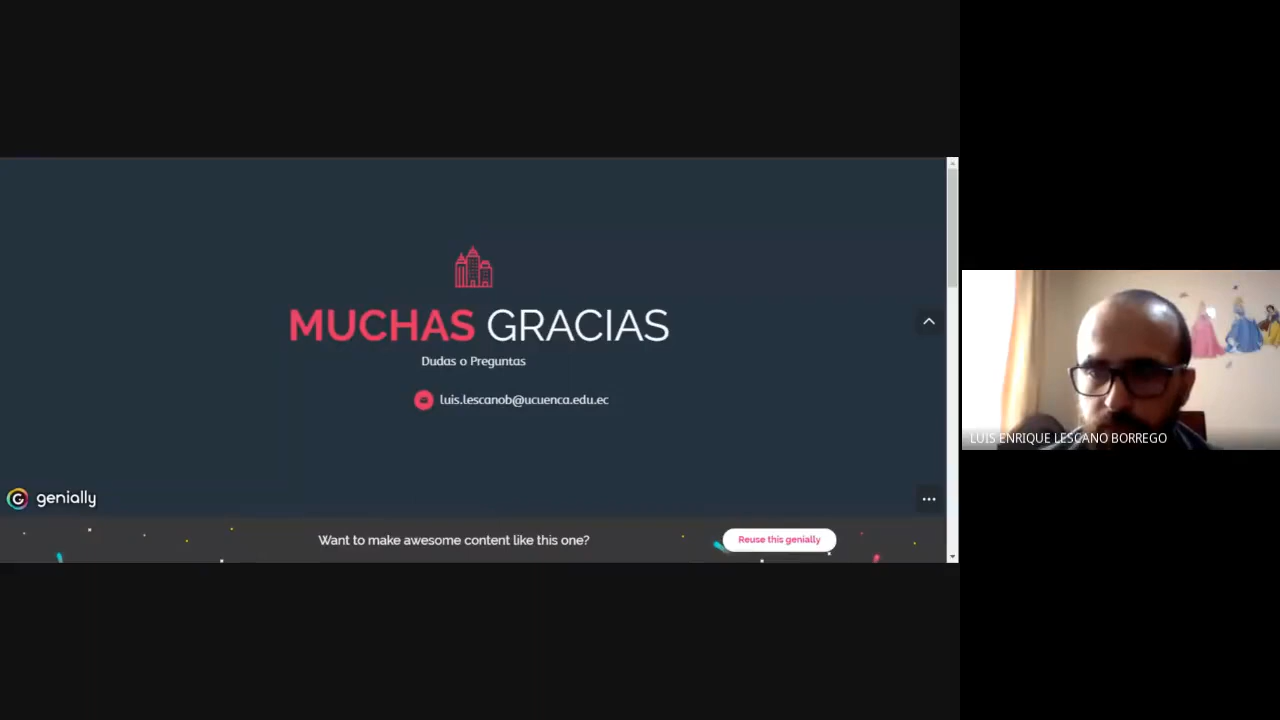 MUCHAS GRACIAS
Dudas o Preguntas
luis.lescanob@ucuenca.edu.ec
genially
Want to make awesome content like this one?
Reuse this genially
LUIS ENRIQUE LESCANO BORREGO